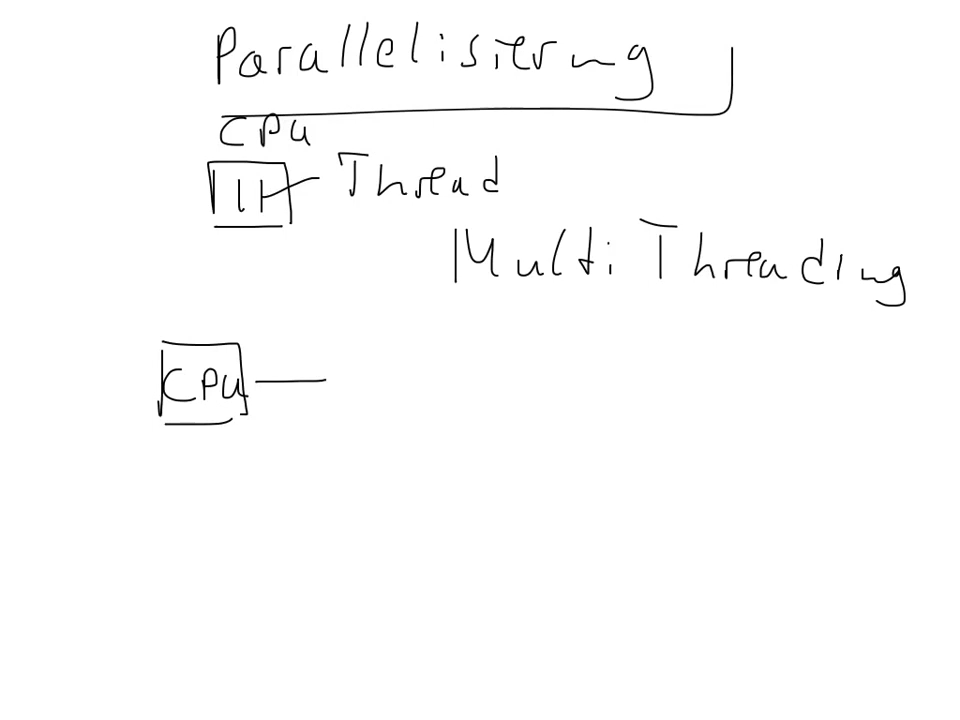 Parallelisierung
CPU
Thread
Multi Threading
CPU